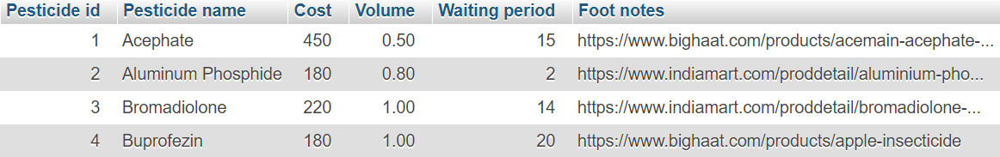 Pesticide id Pesticide name Cost Volume Waiting period Foot notes
1 Acephate 450 0.50 15 https://www.bighaat.com/products/acemain-acephate-...
2 Aluminum Phosphide 180 0.80 2 https://www.indiamart.com/proddetail/aluminium-pho...
3 Bromadiolone 220 1.00 14 https://www.indiamart.com/proddetail/bromadiolone-...
4 Buprofezin 180 1.00 20 https://www.bighaat.com/products/apple-insecticide